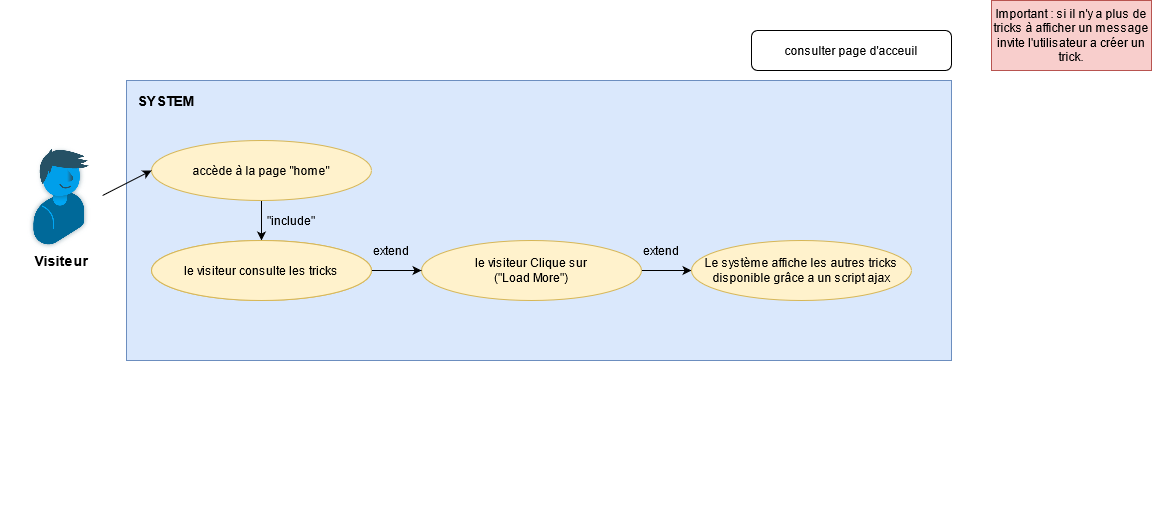 Important : si il n'y a plus de
tricks à afficher un message
invite l'utilisateur a créer un
trick.
consulter page d'acceuil
SYSTEM
accède à la page "home"
"include"
Visiteur
le visiteur consulte les tricks
extend
le visiteur Clique sur
("Load More")
extend
Le système affiche les autres tricks
disponible grâce a un script ajax